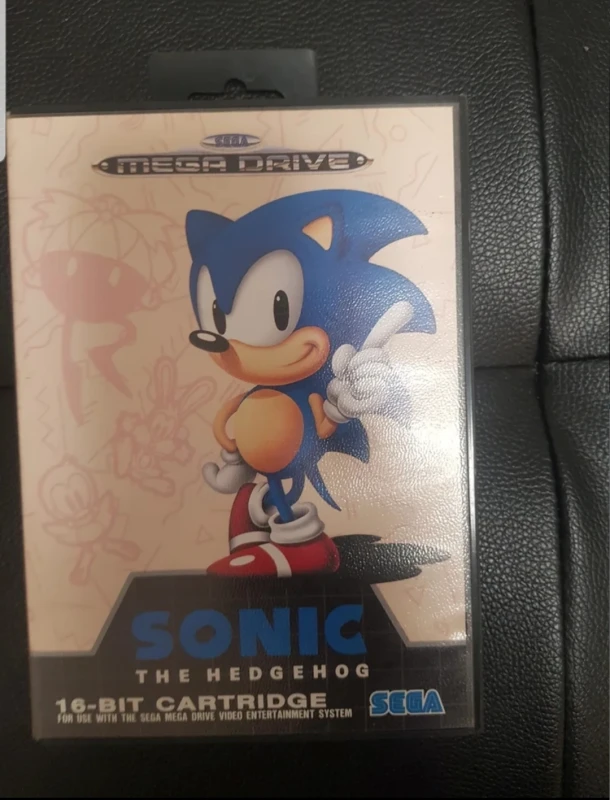 SEGA
MEGA DRIVE
SONIC
THE HEDGEHOG
16-BIT CARTRIDGE
FOR USE WITH THE SEGA MEGA DRIVE VIDEO ENTERTAINMENT SYSTEM
SEGA